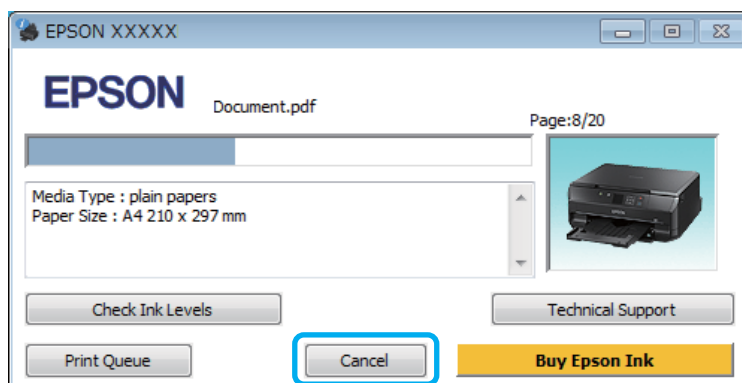 EPSON XXXXX
EPSON
Document.pdf
Page:8/20
Media Type : plain papers
Paper Size : A4 210 x 297 mm
Check Ink Levels
Technical Support
Print Queue
Cancel
Buy Epson Ink